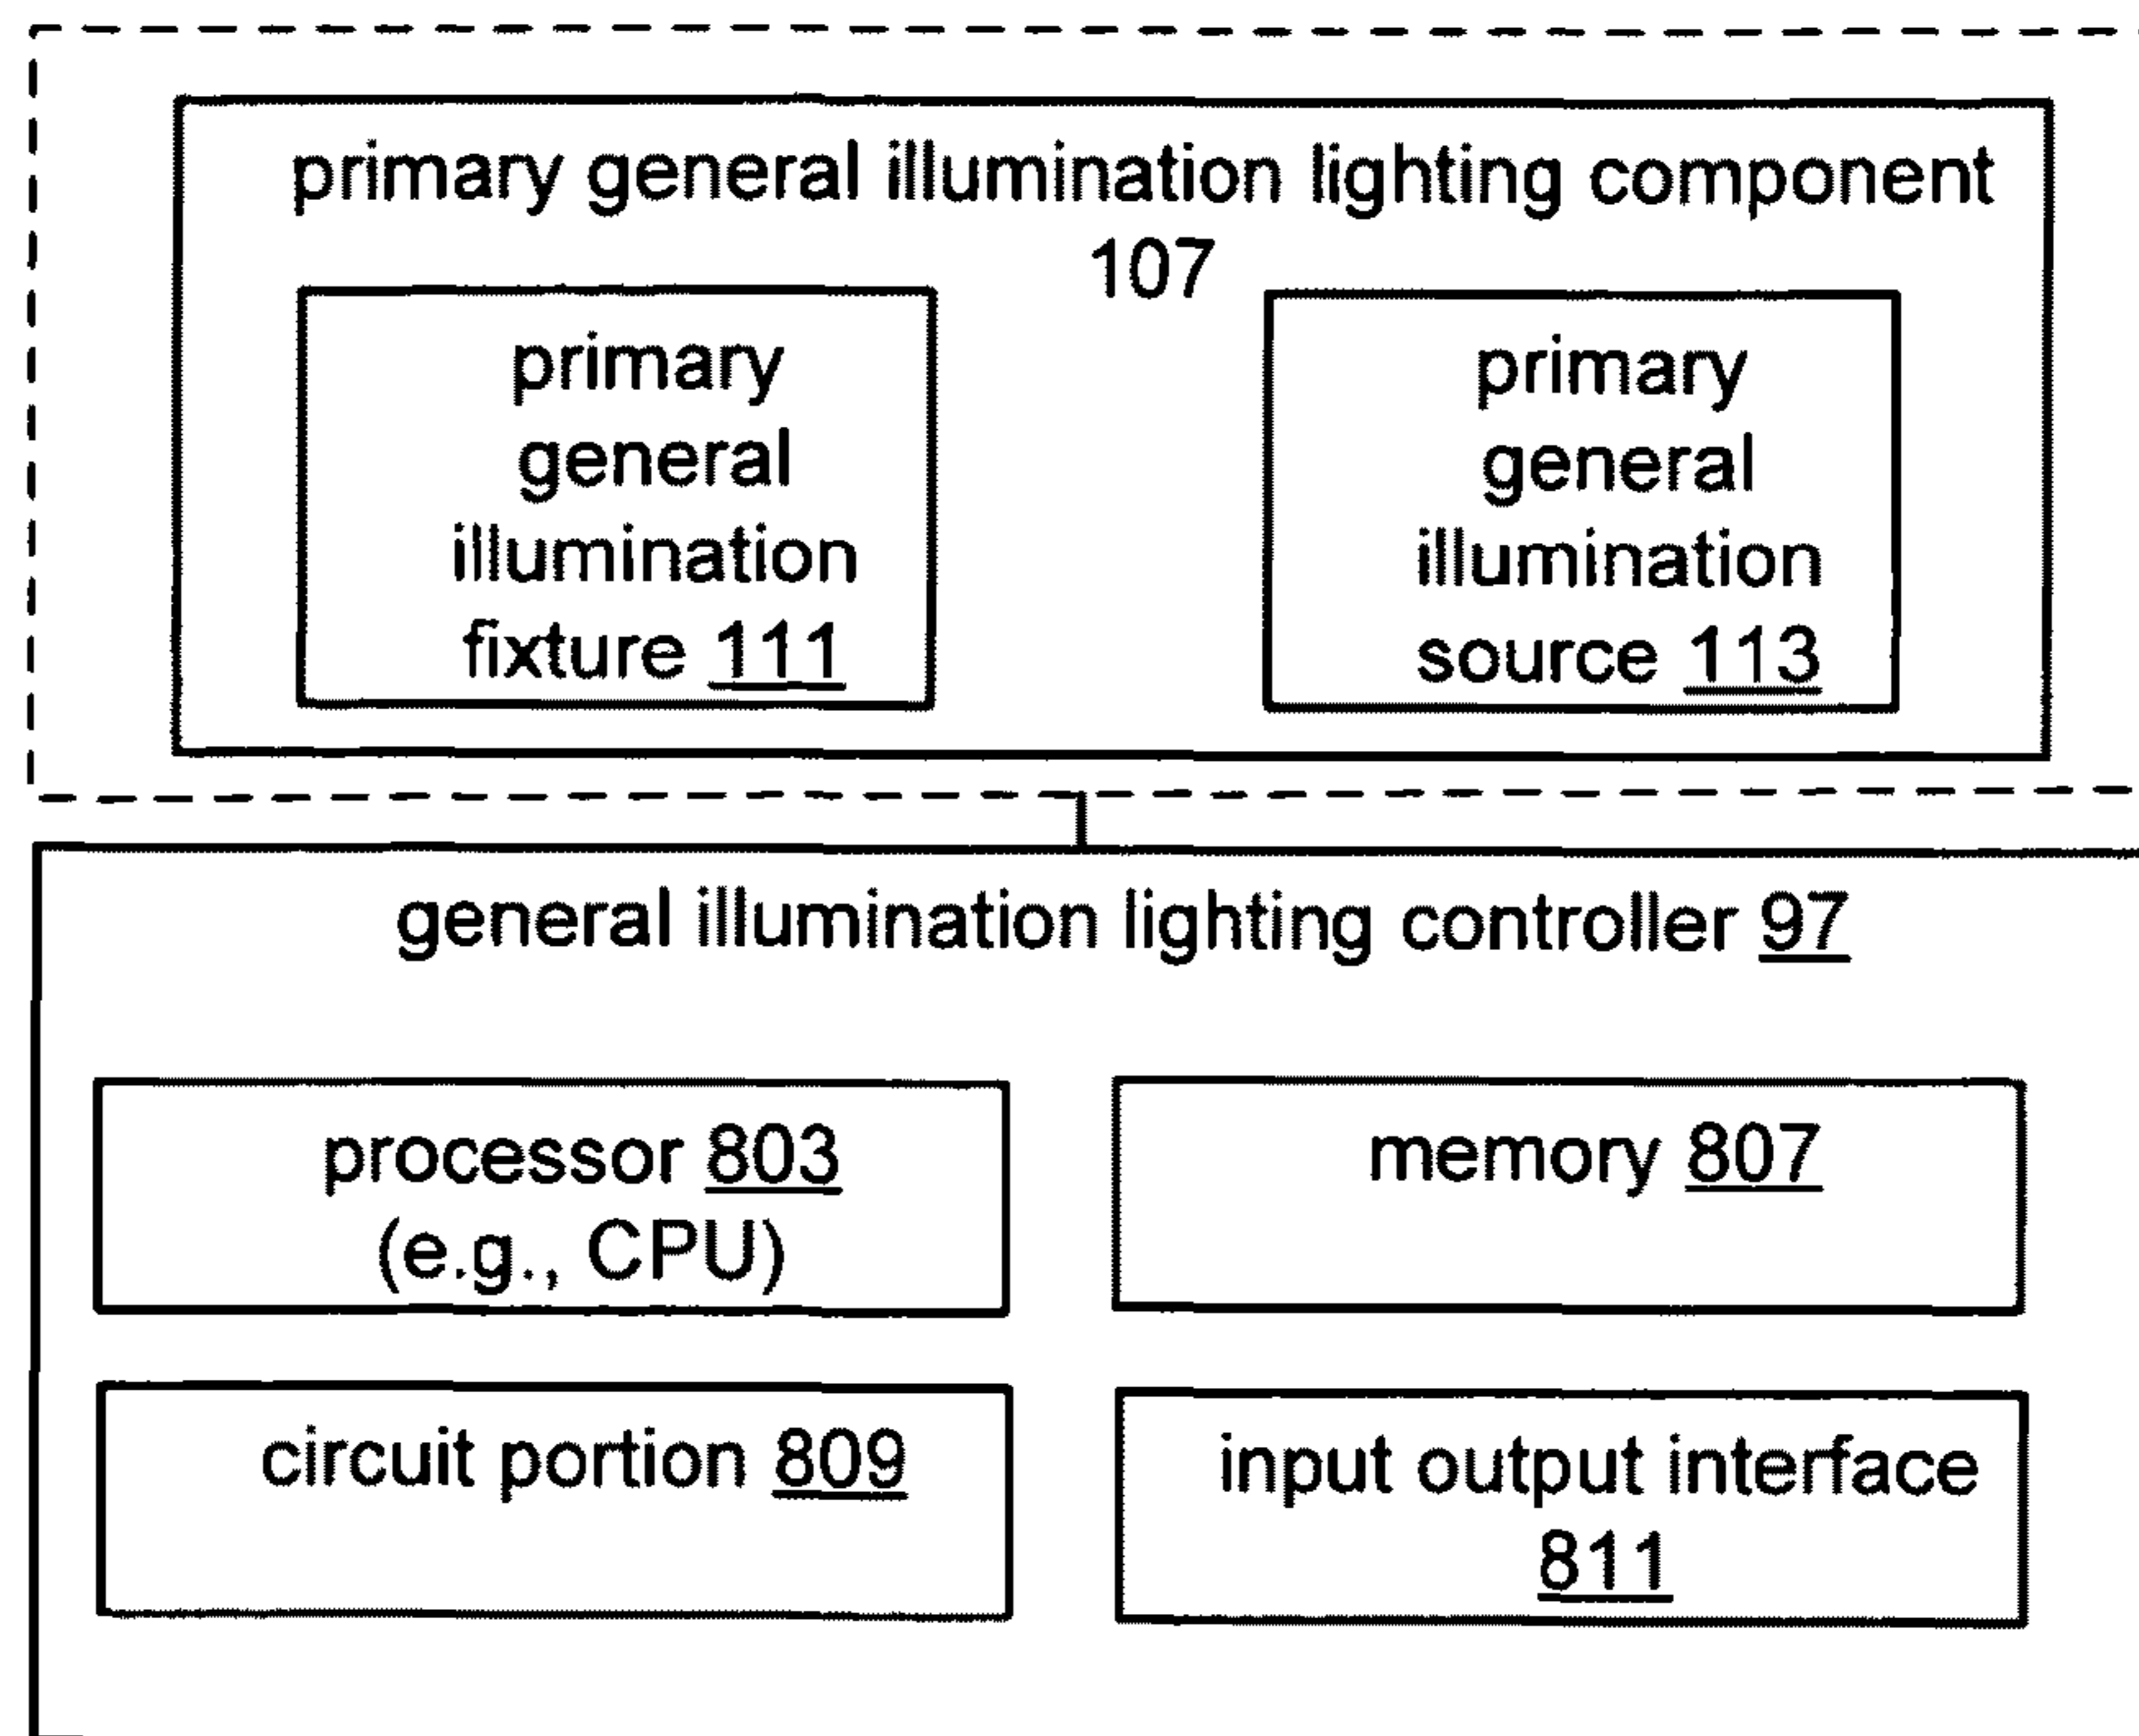 primary general illumination lighting component
107
primary
general
illumination
fixture 111
primary
general
illumination
source 113
general illumination lighting controller 97
processor 803
(e.g., CPU)
memory 807
circuit portion 809
input output interface
811